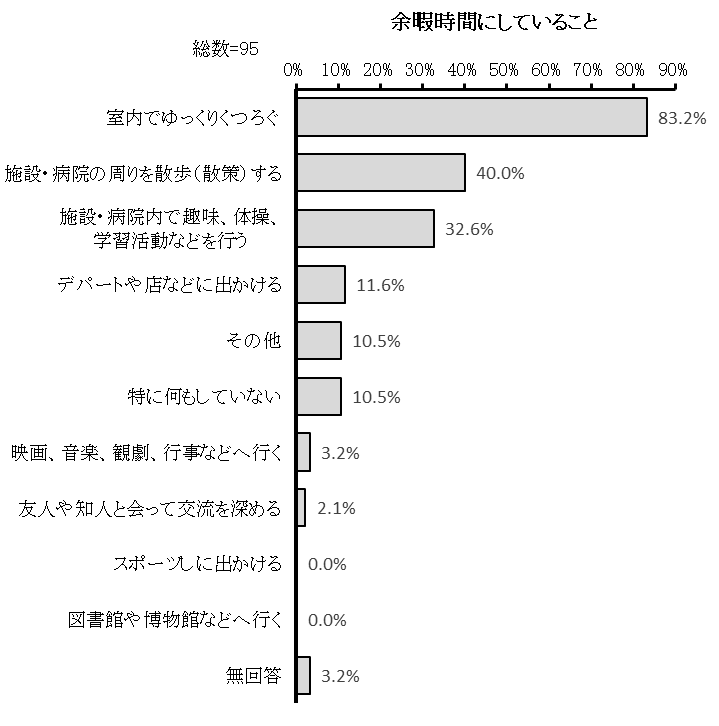 余暇時間にしていること
総数=95
0% 10% 20% 30% 40% 50% 60% 70% 80% 90%
室内でゆっくりくつろぐ 83.2%
施設・病院の周りを散歩(散策)する 40.0%
施設・病院内で趣味、体操、
学習活動などを行う 32.6%
デパートや店などに出かける 11.6%
その他 10.5%
特に何もしていない 10.5%
映画、音楽、観劇、行事などへ行く 3.2%
友人や知人と会って交流を深める 2.1%
スポーツしに出かける 0.0%
図書館や博物館などへ行く 0.0%
無回答 3.2%